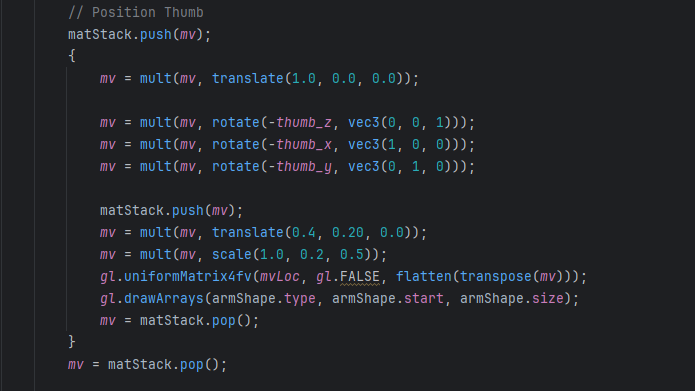 // Position Thumb
matStack.push(mv);
{
mv = mult(mv, translate(1.0, 0.0, 0.0));
mv = mult(mv, rotate(-thumb_z, vec3(0, 0, 1)));
mv = mult(mv, rotate(-thumb_x, vec3(1, 0, 0)));
mv = mult(mv, rotate(-thumb_y, vec3(0, 1, 0)));
matStack.push(mv);
mv = mult(mv, translate(0.4, 0.20, 0.0));
mv = mult(mv, scale(1.0, 0.2, 0.5));
gl.uniformMatrix4fv(mvLoc, gl.FALSE, flatten(transpose(mv)));
gl.drawArrays(armShape.type, armShape.start, armShape.size);
mv = matStack.pop();
}
mv = matStack.pop();